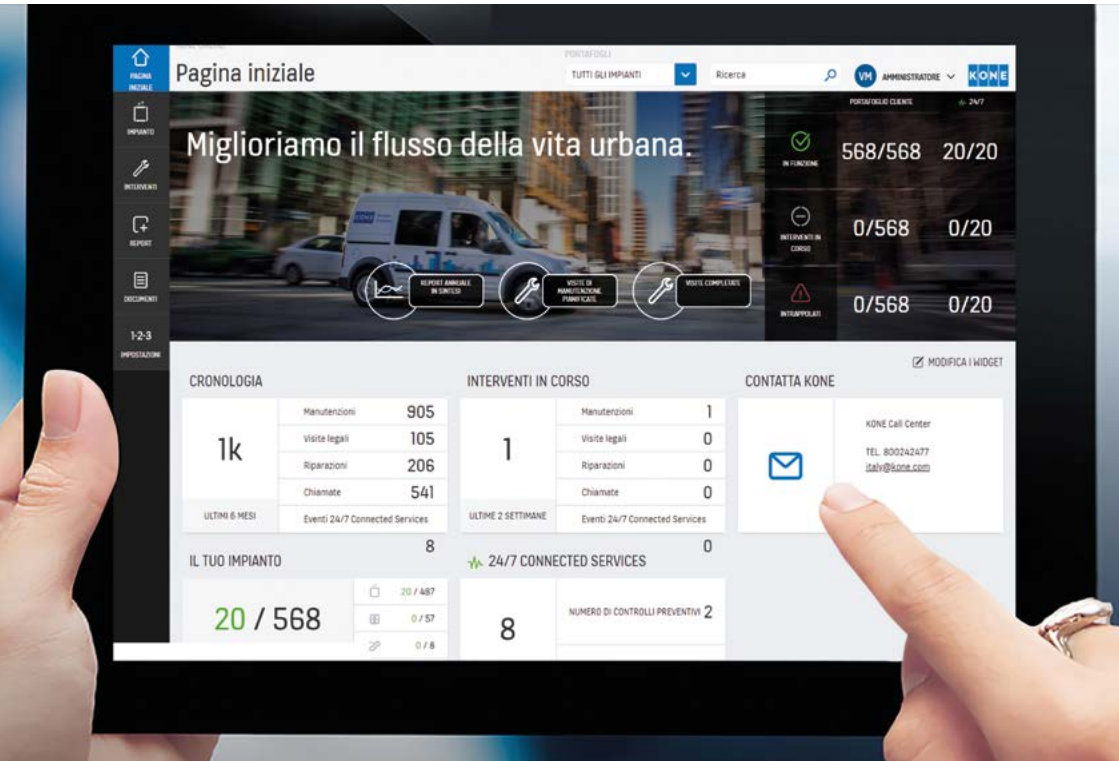 PAGINA
INIZIALE
Pagina iniziale
PORTAFOGLI
TUTTI GLI IMPIANTI
Ricerca
VM
AMMINISTRATORE
KONE
IMPIANTO
INTERVENTI
REPORT
DOCUMENTI
1-2-3
IMPOSTAZIONI
Miglioriamo il flusso della vita urbana.
KONE
REPORT ANNUALE
IN SINTESI
VISITE DI
MANUTENZIONE
PIANIFICATE
VISITE COMPLETATE
PORTAFOGLIO CLIENTE
24/7
IN FUNZIONE
568/568
20/20
INTERVENTI IN
CORSO
0/568
0/20
INTRAPPOLATI
0/568
0/20
MODIFICA I WIDGET
CRONOLOGIA
1k
ULTIMI 6 MESI
Manutenzioni 905
Visite legali 105
Riparazioni 206
Chiamate 541
Eventi 24/7 Connected Services
8
INTERVENTI IN CORSO
1
ULTIME 2 SETTIMANE
Manutenzioni 1
Visite legali 0
Riparazioni 0
Chiamate 0
Eventi 24/7 Connected Services
0
CONTATTA KONE
KONE Call Center
TEL. 800242477
italy@kone.com
IL TUO IMPIANTO
20 / 568
20 / 487
0 / 57
0 / 8
24/7 CONNECTED SERVICES
8
NUMERO DI CONTROLLI PREVENTIVI 2